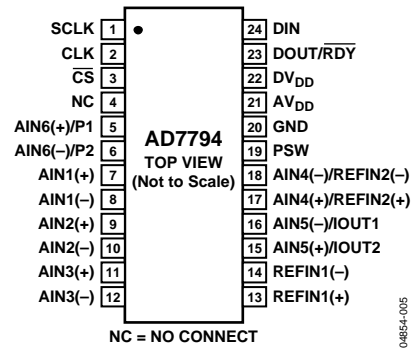 SCLK 1 24 DIN
CLK 2 23 DOUT/R̅D̅Y̅
C̅S̅ 3 22 DVDD
NC 4 21 AVDD
AIN6(+)/P1 5 20 GND
AIN6(–)/P2 6 19 PSW
AIN1(+) 7 18 AIN4(–)/REFIN2(–)
AIN1(–) 8 17 AIN4(+)/REFIN2(+)
AIN2(+) 9 16 AIN5(–)/IOUT1
AIN2(–) 10 15 AIN5(+)/IOUT2
AIN3(+) 11 14 REFIN1(–)
AIN3(–) 12 13 REFIN1(+)
AD7794
TOP VIEW
(Not to Scale)
NC = NO CONNECT
04854-005